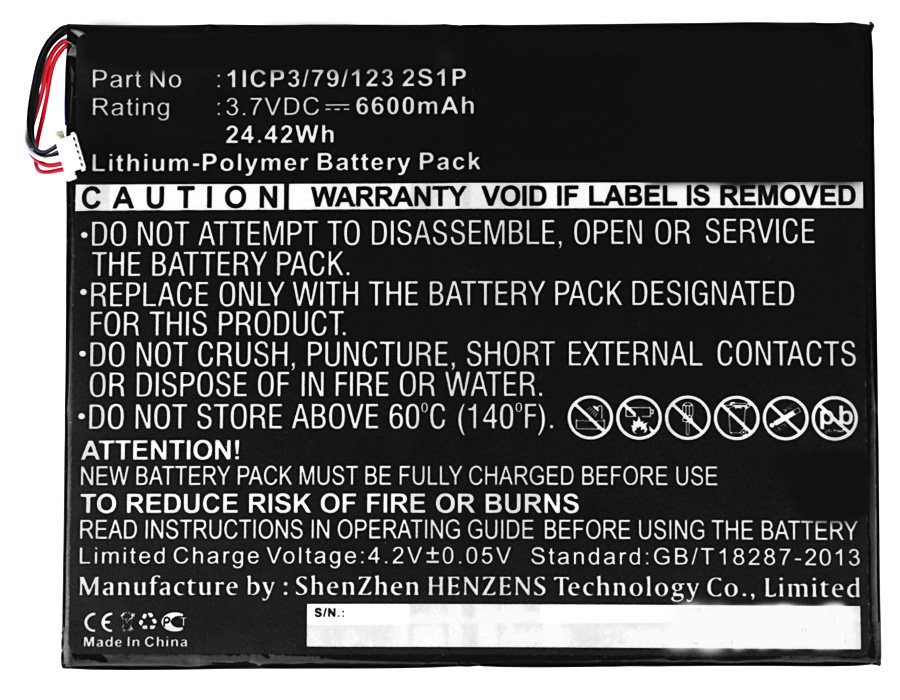 Part No :1ICP3/79/123 2S1P
Rating :3.7VDC⎓6600mAh
24.42Wh
Lithium-Polymer Battery Pack
CAUTION WARRANTY VOID IF LABEL IS REMOVED
•DO NOT ATTEMPT TO DISASSEMBLE, OPEN OR SERVICE
THE BATTERY PACK.
•REPLACE ONLY WITH THE BATTERY PACK DESIGNATED
FOR THIS PRODUCT.
•DO NOT CRUSH, PUNCTURE, SHORT EXTERNAL CONTACTS
OR DISPOSE OF IN FIRE OR WATER.
•DO NOT STORE ABOVE 60°C (140°F). pb
ATTENTION!
NEW BATTERY PACK MUST BE FULLY CHARGED BEFORE USE
TO REDUCE RISK OF FIRE OR BURNS
READ INSTRUCTIONS IN OPERATING GUIDE BEFORE USING THE BATTERY
Limited Charge Voltage:4.2V±0.05V Standard:GB/T18287-2013
Manufacture by : ShenZhen HENZENS Technology Co., Limited
S/N.:
CE PCT
Made In China